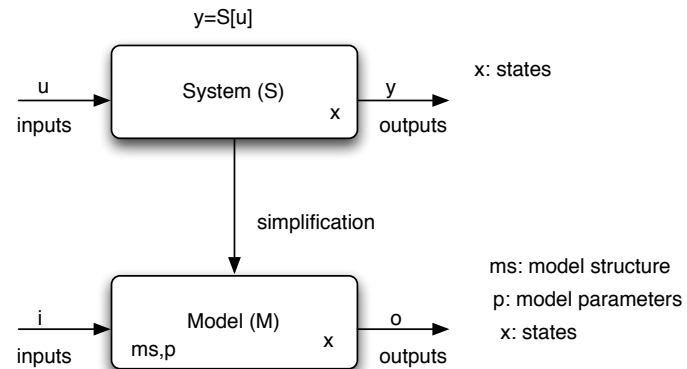 y=S[u]
u
System (S)
y
x: states
inputs
x
outputs
simplification
ms: model structure
p: model parameters
i
Model (M)
o
x: states
inputs
ms,p
x
outputs